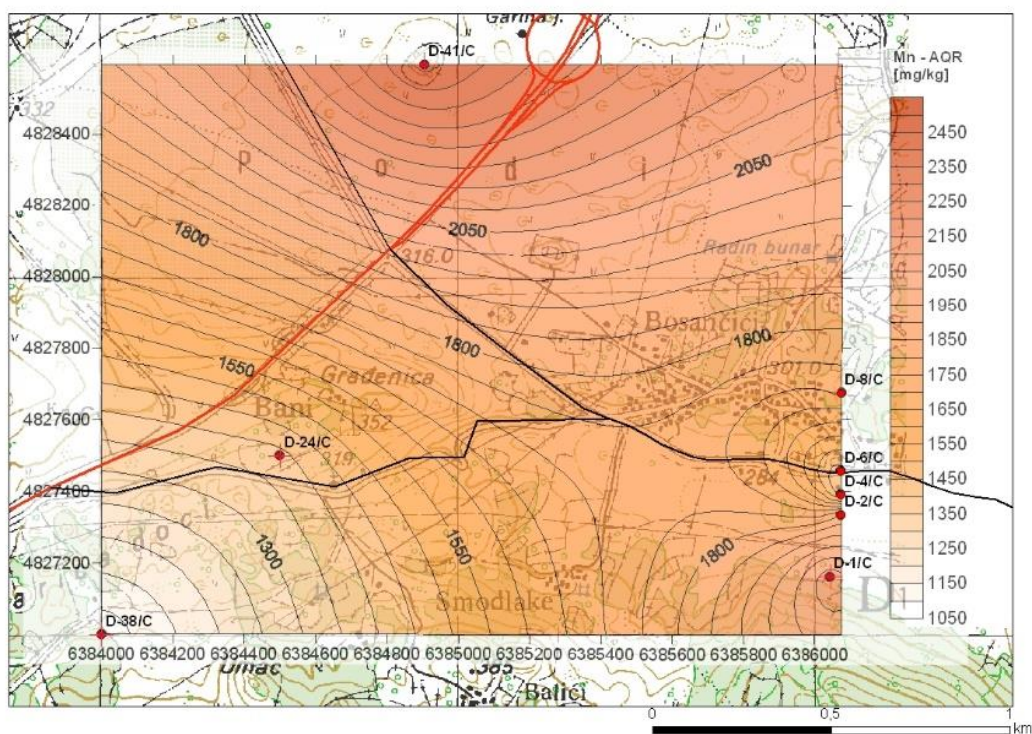 Garina j.
D-41/C
Mn - AQR
[mg/kg]
332
4828400
2450
2350
P o d i
2050
2250
4828200
2150
1800
2050
2050
316.0
Radin bunar
4828000
1950
1850
Bosančić
1800
1800
4827800
1750
1550
Građenica
301.0
D-8/C
1650
Bani
352
4827600
1550
D-24/C
319
D-6/C
1450
284
D-4/C
4827400
D-2/C
1350
1300
1550
1800
1250
4827200
D-1/C
1150
a
Smodlake
D
1050
D-38/C
6384000 6384200 6384400 6384600 6384800 6385000 6385200 6385400 6385600 6385800 6386000
Umac
385
Balići
0 0,5 1
km